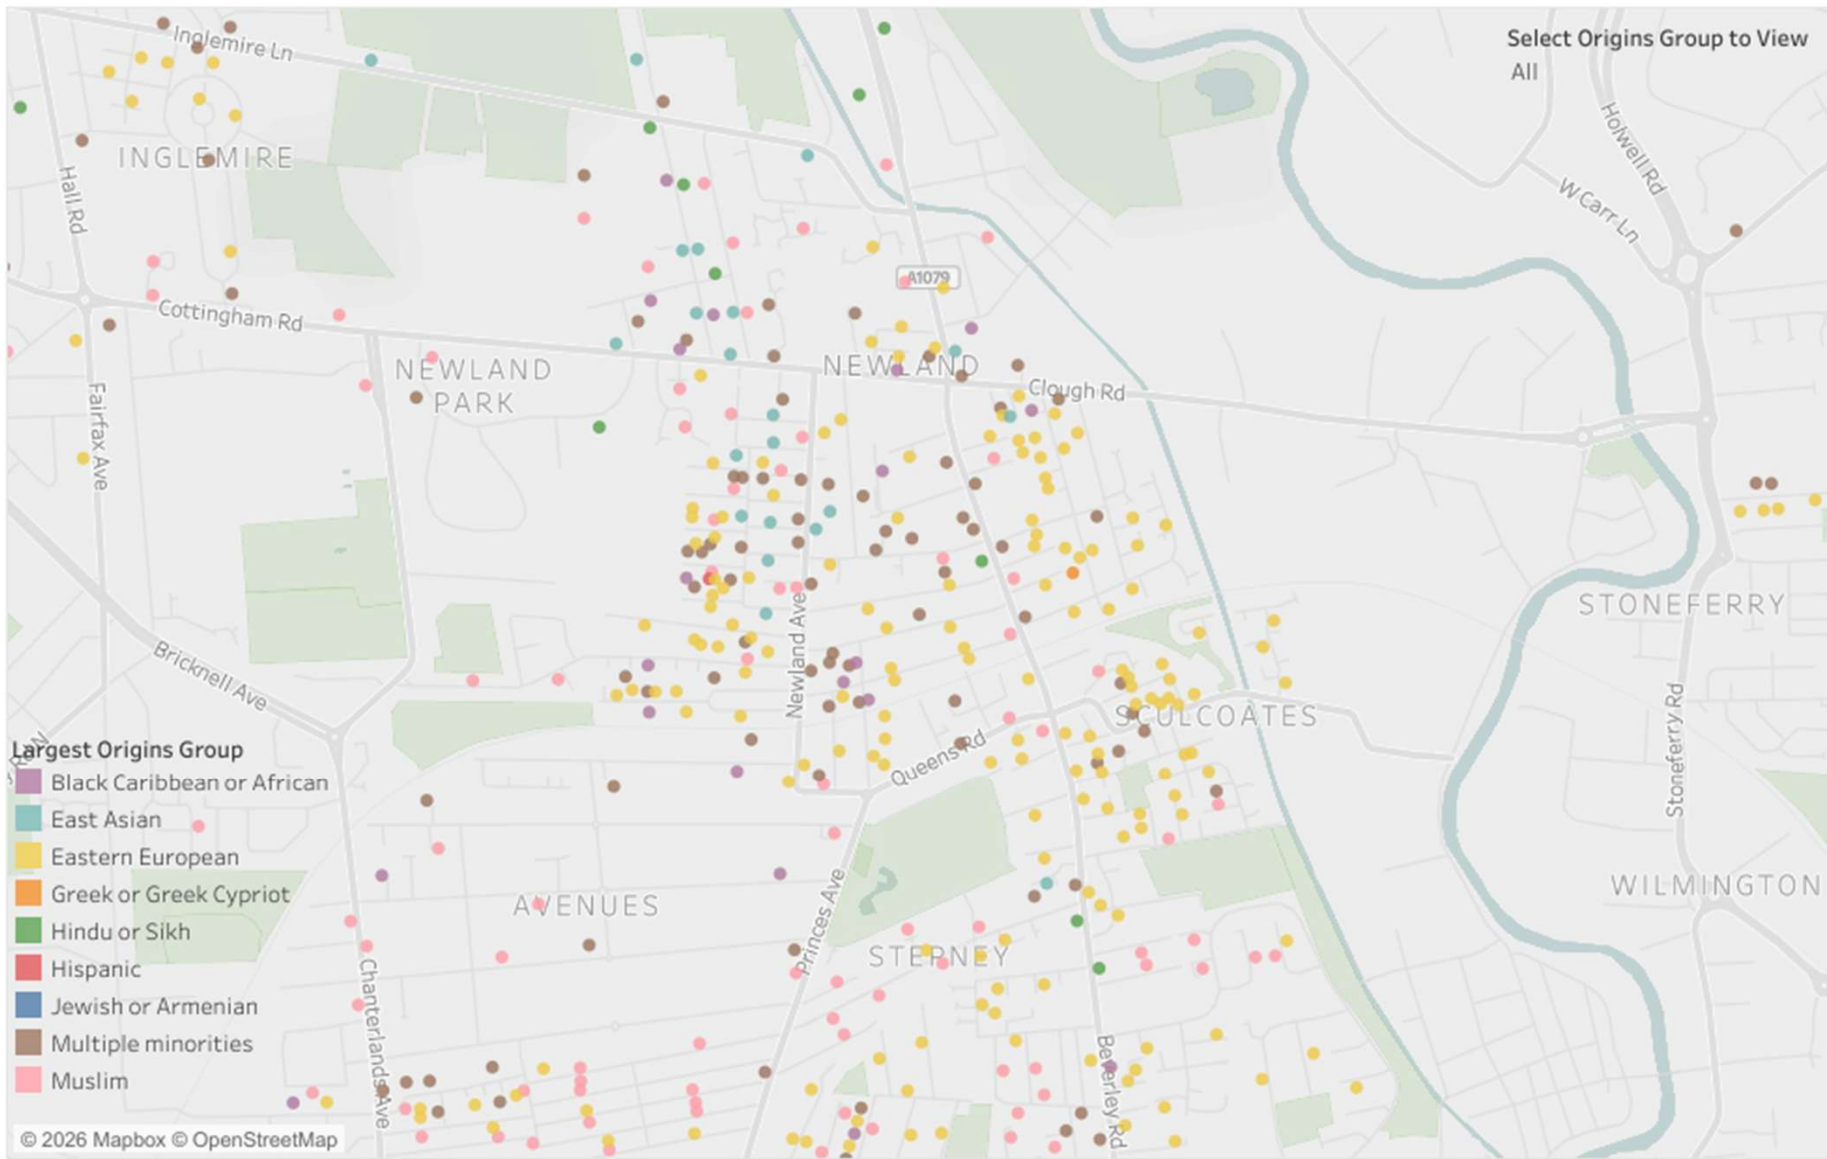 Inglemire Ln
Select Origins Group to View
All
Holwell Rd
INGLEMIRE
Hall Rd
W Carr Ln
A1079
Cottingham Rd
NEWLAND
PARK
NEWLAND
Clough Rd
Fairfax Ave
STONEFERRY
Newland Ave
Bricknell Ave
SCULCOATES
Queens Rd
Stoneferry Rd
Largest Origins Group
Black Caribbean or African
East Asian
Eastern European
Greek or Greek Cypriot
Hindu or Sikh
Hispanic
Jewish or Armenian
Multiple minorities
Muslim
WILMINGTON
AVENUES
Princes Ave
STEPNEY
Chanterlands Ave
Beverley Rd
© 2026 Mapbox © OpenStreetMap